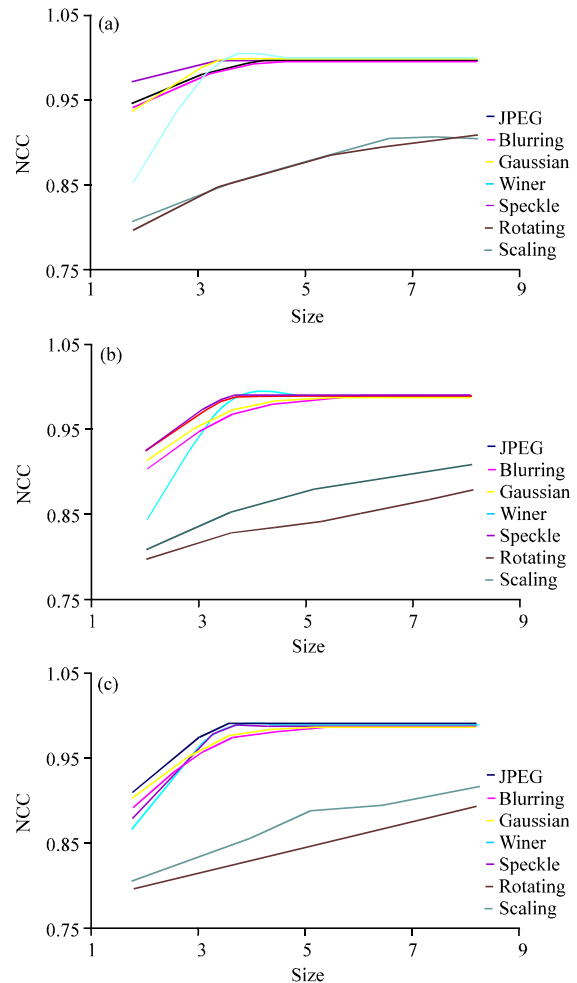 (a)
1.05
0.95
0.85
0.75
NCC
1 3 5 7 9
Size
JPEG
Blurring
Gaussian
Winer
Speckle
Rotating
Scaling
(b)
1.05
0.95
0.85
0.75
NCC
1 3 5 7 9
Size
JPEG
Blurring
Gaussian
Winer
Speckle
Rotating
Scaling
(c)
1.05
0.95
0.85
0.75
NCC
1 3 5 7 9
Size
JPEG
Blurring
Gaussian
Winer
Speckle
Rotating
Scaling